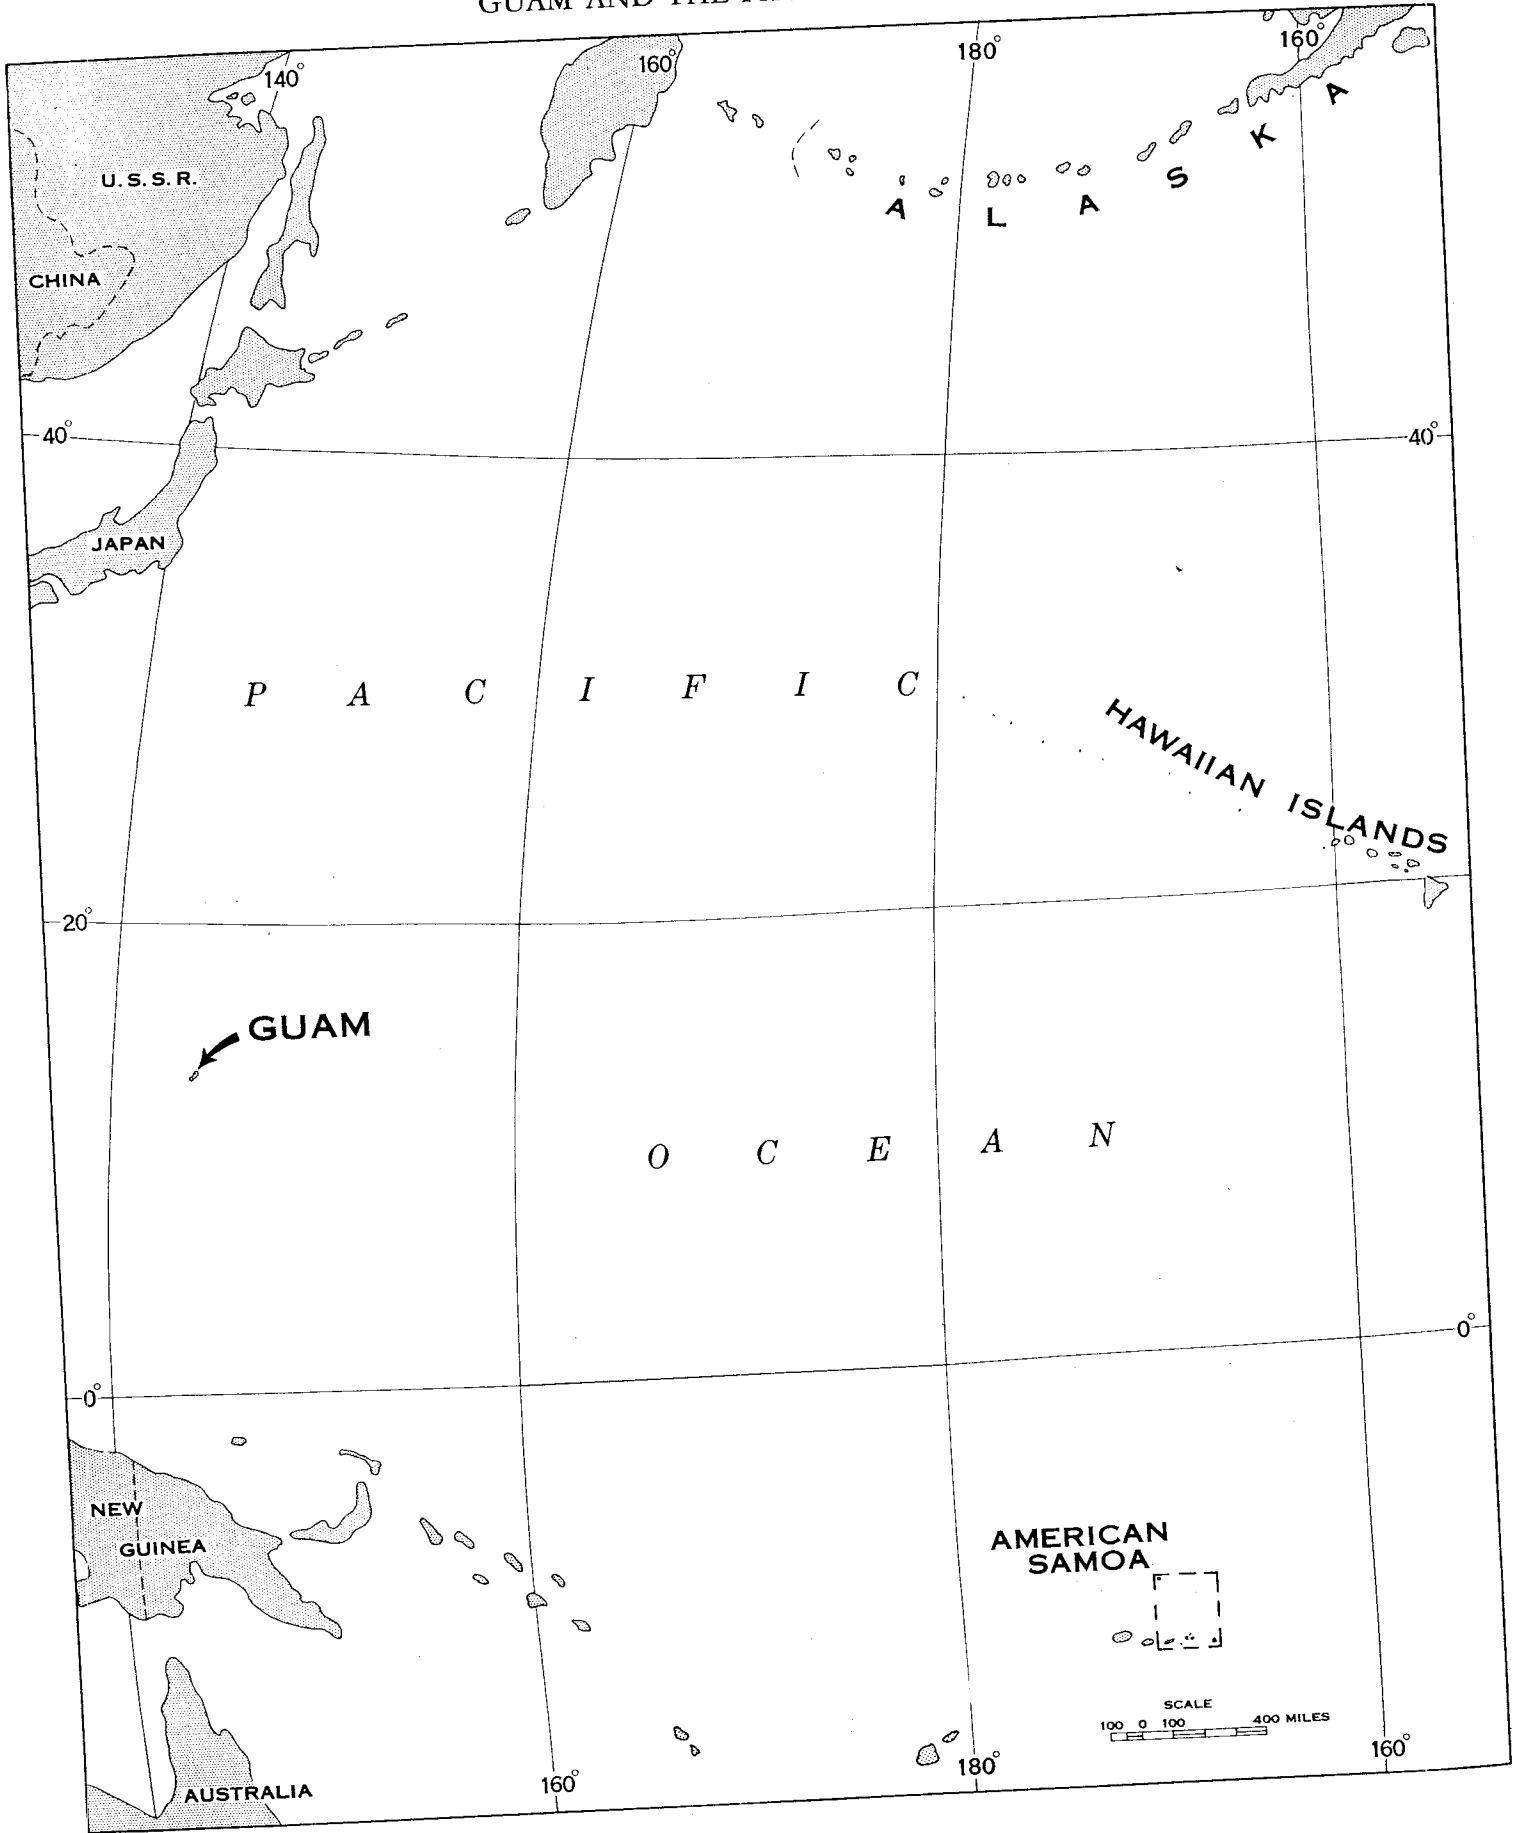 GUAM AND THE
140°
160°
180°
160°
U.S.S.R.
A L A S K A
CHINA
40°
40°
JAPAN
P A C I F I C
HAWAIIAN ISLANDS
20°
GUAM
O C E A N
0°
0°
NEW
GUINEA
AMERICAN
SAMOA
SCALE
100 0 100 400 MILES
AUSTRALIA
160°
180°
160°